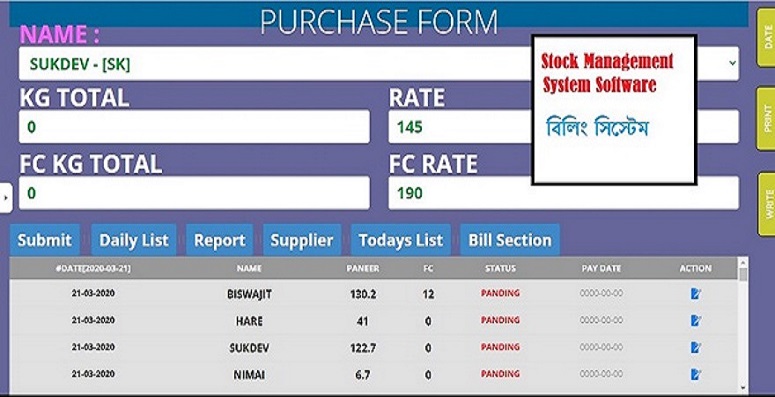 PURCHASE FORM
NAME :
SUKDEV - [SK]
Stock Management
System Software
বিলিং সিস্টেম
KG TOTAL RATE
0 145
FC KG TOTAL FC RATE
0 190
DATE
PRINT
WRITE
Submit Daily List Report Supplier Todays List Bill Section
#DATE[2020-03-21] NAME PANEER FC STATUS PAY DATE ACTION
21-03-2020 BISWAJIT 130.2 12 PANDING 0000-00-00
21-03-2020 HARE 41 0 PANDING 0000-00-00
21-03-2020 SUKDEV 122.7 0 PANDING 0000-00-00
21-03-2020 NIMAI 6.7 0 PANDING 0000-00-00